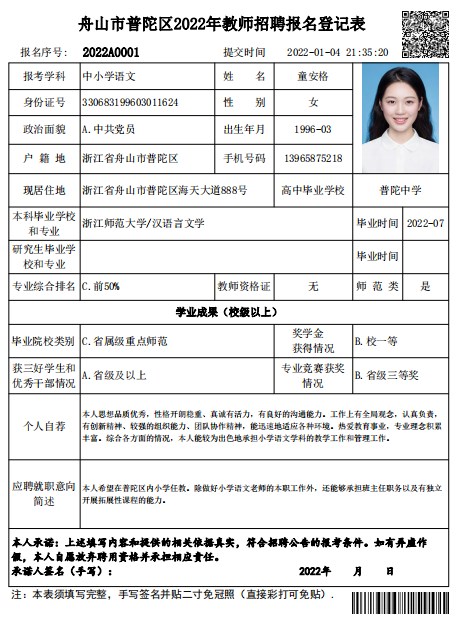 舟山市普陀区2022年教师招聘报名登记表
报名序号: 2022A0001 提交时间 2022-01-04 21:35:20
报考学科 中小学语文 姓名 童安格
身份证号 330683199603011624 性别 女
政治面貌 A.中共党员 出生年月 1996-03
户籍地 浙江省舟山市普陀区 手机号码 13965875218
现居住地 浙江省舟山市普陀区海天大道888号 高中毕业学校 普陀中学
本科毕业学校和专业 浙江师范大学/汉语言文学 毕业时间 2022-07
研究生毕业学校和专业 毕业时间
专业综合排名 C.前50% 教师资格证 无 师范类 是
学业成果（校级以上）
毕业院校类别 C.省属级重点师范 奖学金获得情况 B.校一等
获三好学生和优秀干部情况 A.省级及以上 专业竞赛获奖情况 B.省级三等奖
个人自荐
本人思想品质优秀，性格开朗稳重、真诚有活力，有良好的沟通能力。工作上有全局观念，认真负责，
有创新精神、较强的组织能力、团队协作精神，能迅速地适应各种环境。热爱教育事业，专业理念积累
丰富。综合各方面的情况，本人能较为出色地承担小学语文学科的教学工作和管理工作。
应聘就职意向简述
本人希望在普陀区内小学任教。除做好小学语文老师的本职工作外，还能够承担班主任职务以及有独立
开展拓展性课程的能力。
本人承诺：上述填写内容和提供的相关依据真实，符合招聘公告的报考条件。如有弄虚作
假，本人自愿放弃聘用资格并承担相应责任。
承诺人签名（手写）： 2022年 月 日
注：本表须填写完整，手写签名并贴二寸免冠照（直接彩打可免贴）.